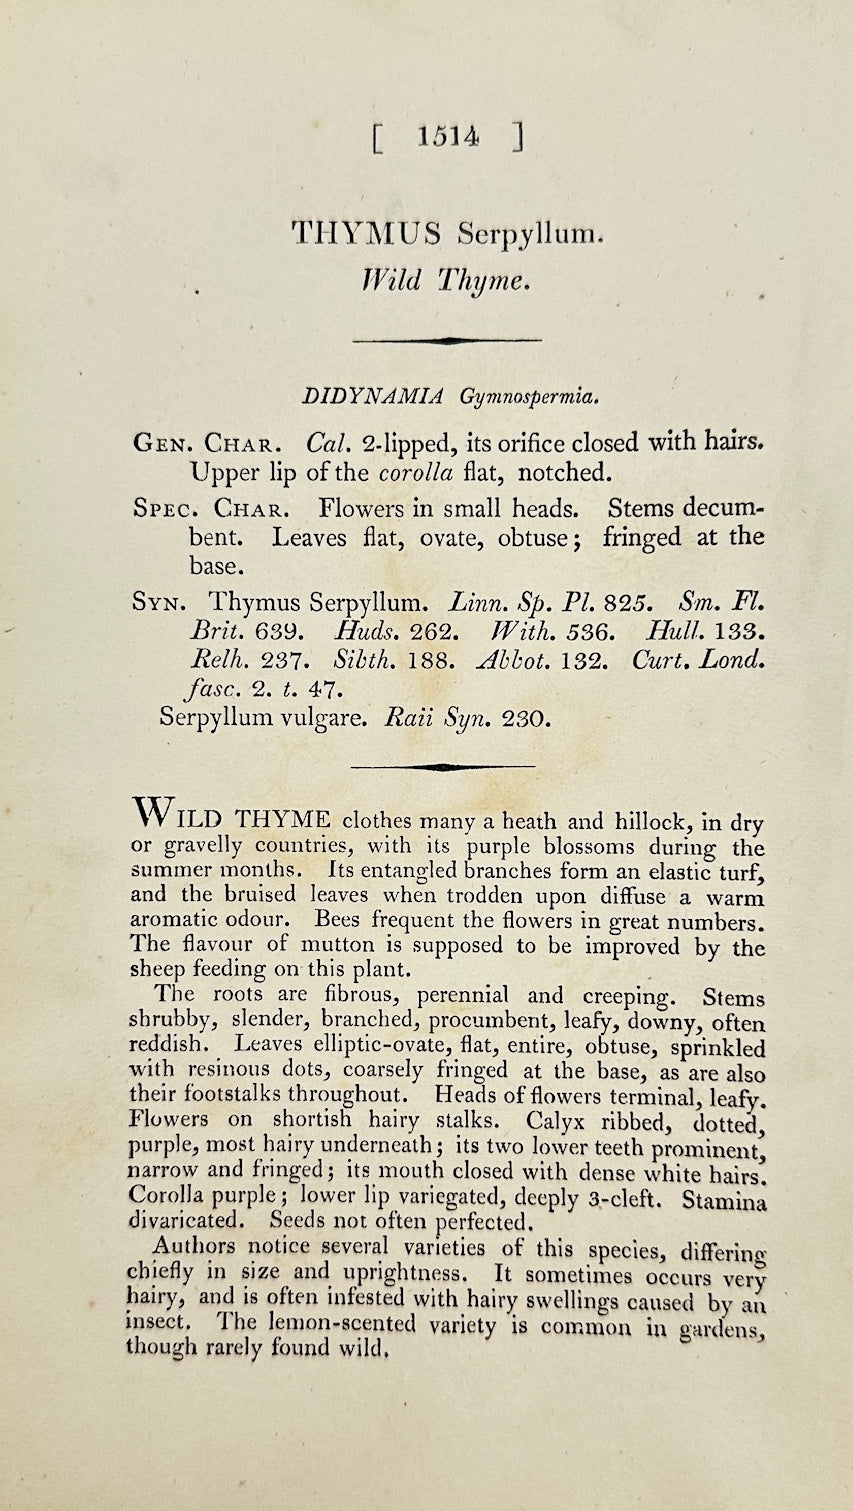 [ 1514 ]
THYMUS Serpyllum.
Wild Thyme.
DIDYNAMIA Gymnospermia.
GEN. CHAR. Cal. 2-lipped, its orifice closed with hairs.
Upper lip of the corolla flat, notched.
SPEC. CHAR. Flowers in small heads. Stems decum-
bent. Leaves flat, ovate, obtuse; fringed at the
base.
SYN. Thymus Serpyllum. Linn. Sp. Pl. 825. Sm. Fl.
Brit. 639. Huds. 262. With. 536. Hull. 133.
Relh. 237. Sibth. 188. Abbot. 132. Curt. Lond.
fasc. 2. t. 47.
Serpyllum vulgare. Raii Syn. 230.
WILD THYME clothes many a heath and hillock, in dry
or gravelly countries, with its purple blossoms during the
summer months. Its entangled branches form an elastic turf,
and the bruised leaves when trodden upon diffuse a warm
aromatic odour. Bees frequent the flowers in great numbers.
The flavour of mutton is supposed to be improved by the
sheep feeding on this plant.
The roots are fibrous, perennial and creeping. Stems
shrubby, slender, branched, procumbent, leafy, downy, often
reddish. Leaves elliptic-ovate, flat, entire, obtuse, sprinkled
with resinous dots, coarsely fringed at the base, as are also
their footstalks throughout. Heads of flowers terminal, leafy.
Flowers on shortish hairy stalks. Calyx ribbed, dotted,
purple, most hairy underneath; its two lower teeth prominent,
narrow and fringed; its mouth closed with dense white hairs.
Corolla purple; lower lip variegated, deeply 3-cleft. Stamina
divaricated. Seeds not often perfected.
Authors notice several varieties of this species, differing
chiefly in size and uprightness. It sometimes occurs very
hairy, and is often infested with hairy swellings caused by an
insect. The lemon-scented variety is common in gardens,
though rarely found wild.